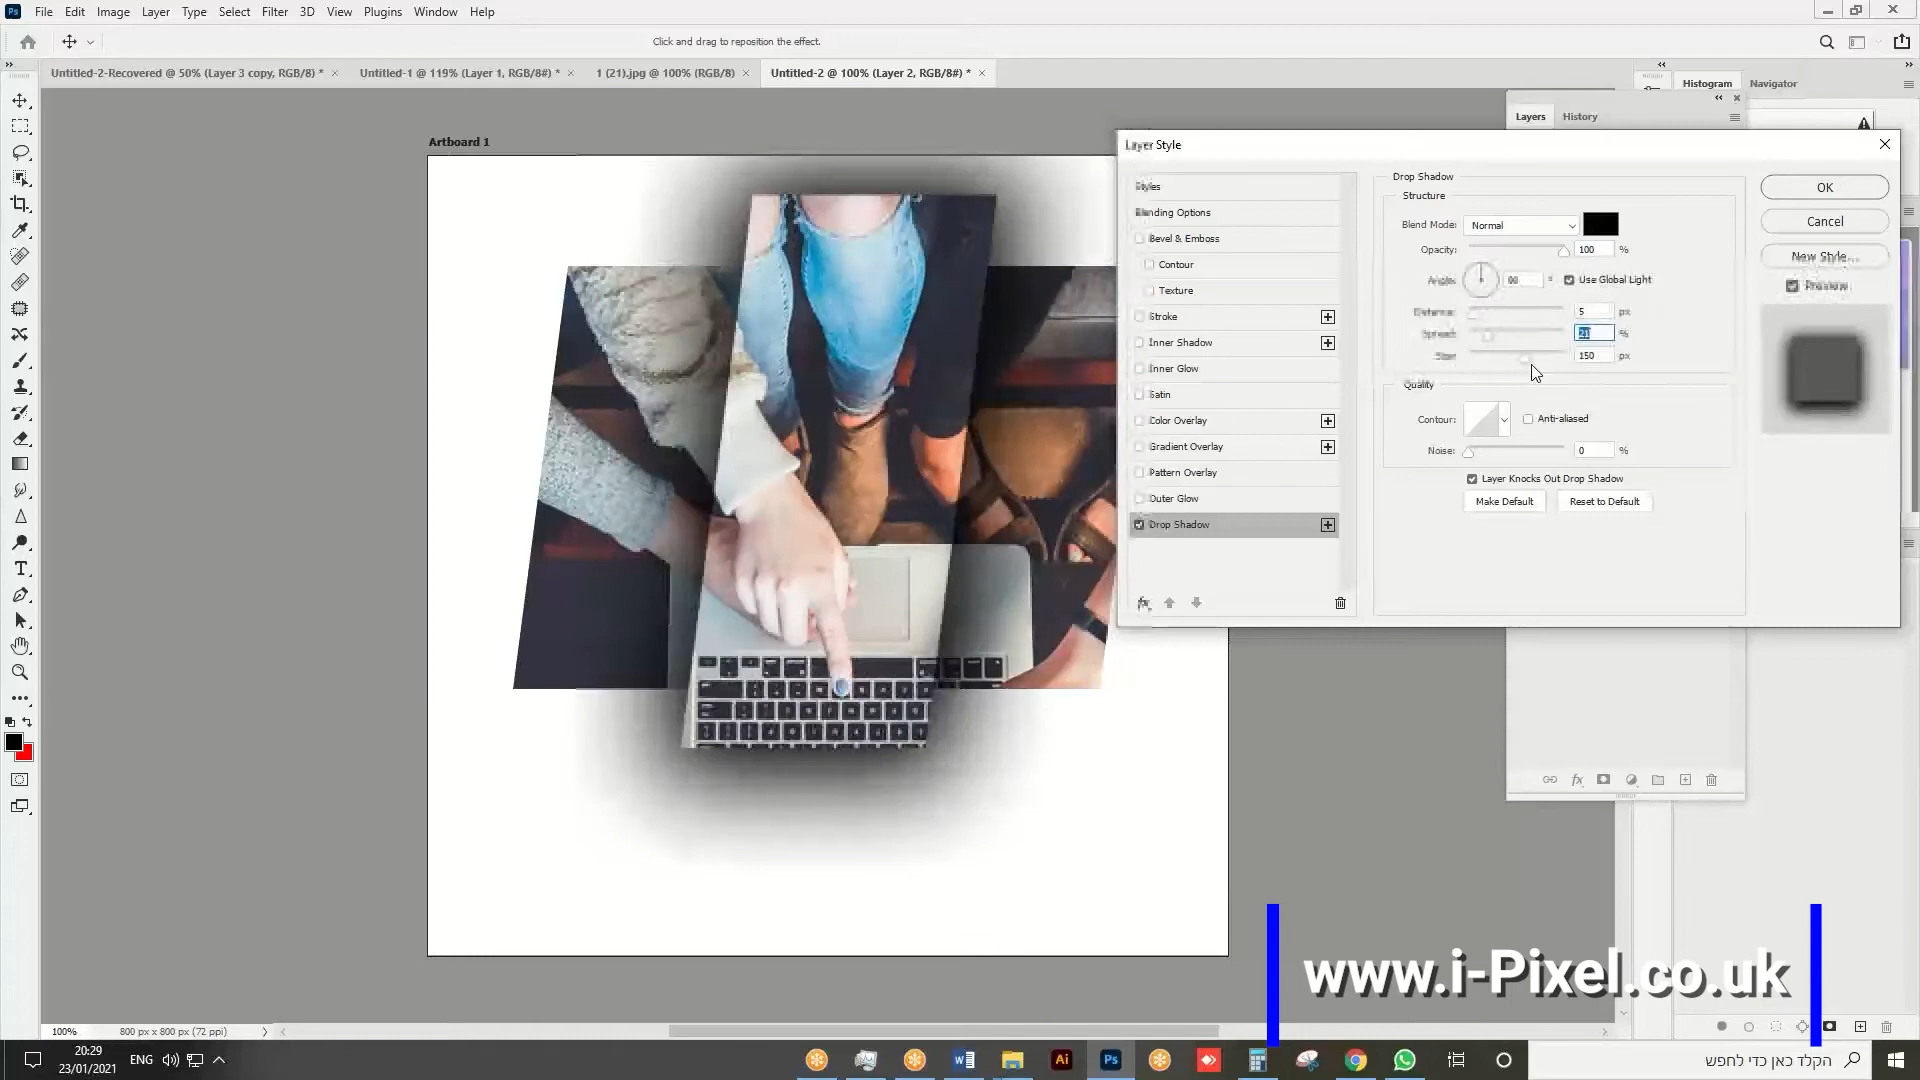 File Edit Image Layer Type Select Filter 3D View Plugins Window Help
Click and drag to reposition the effect.
Untitled-2-Recovered @ 50% (Layer 3 copy, RGB/8) * × Untitled-1 @ 119% (Layer 1, RGB/8#) * × 1 (21).jpg @ 100% (RGB/8) × Untitled-2 @ 100% (Layer 2, RGB/8#) * ×
Histogram Navigator
Layers History
Artboard 1
Layer Style
Styles
Blending Options
Bevel & Emboss
Contour
Texture
Stroke
Inner Shadow
Inner Glow
Satin
Color Overlay
Gradient Overlay
Pattern Overlay
Outer Glow
Drop Shadow
Drop Shadow
Structure
Blend Mode: Normal
Opacity: 100 %
Angle: ° Use Global Light
Distance: 5 px
Spread: 21 %
Size: 150 px
Quality
Contour: Anti-aliased
Noise: 0 %
Layer Knocks Out Drop Shadow
Make Default Reset to Default
OK
Cancel
New Style...
Preview
www.i-Pixel.co.uk
100% 800 px x 800 px (72 ppi)
20:29
23/01/2021
ENG
הקלד כאן כדי לחפש